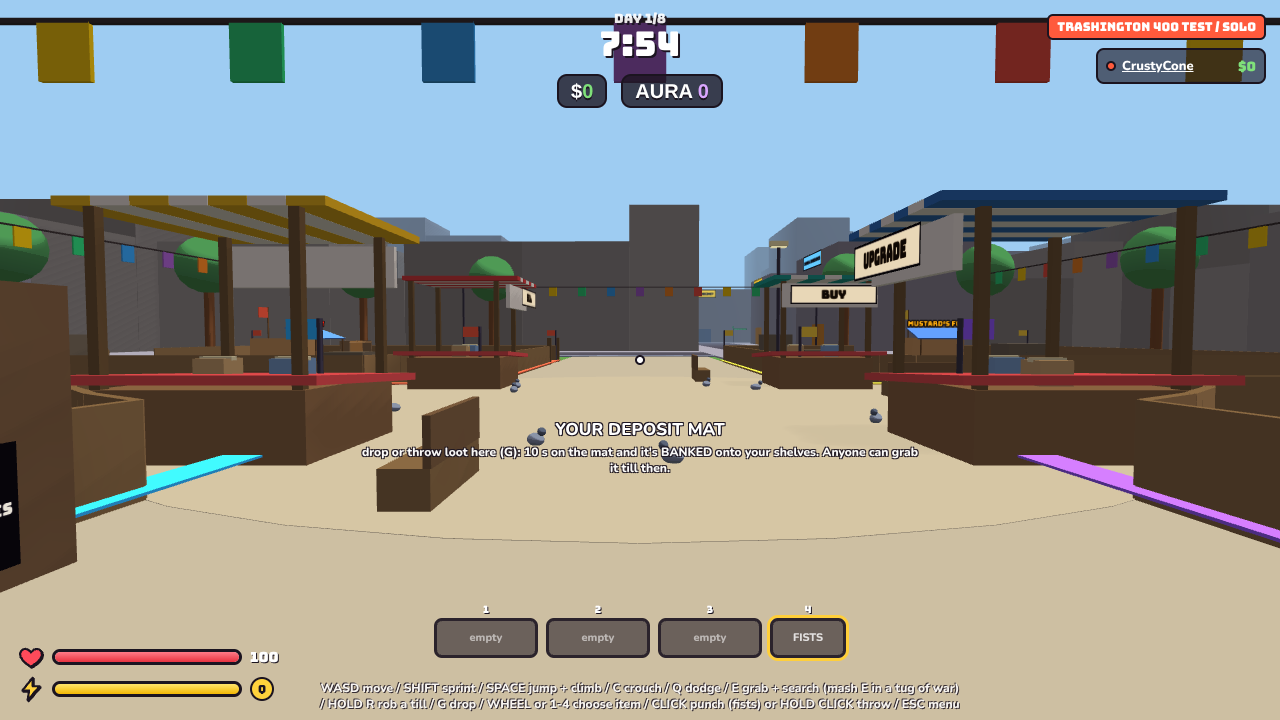 DAY 1/8
7:54
TRASHINGTON 400 TEST / SOLO
CrustyCone $0
$0 AURA 0
UPGRADE
BUY
YOUR DEPOSIT MAT
drop or throw loot here (G): 10 s on the mat and it's BANKED onto your shelves. Anyone can grab
it till then.
1 2 3 4
empty empty empty FISTS
100
0
WASD move / SHIFT sprint / SPACE jump + climb / C crouch / Q dodge / E grab + search (mash E in a tug of war)
/ HOLD R rob a till / G drop / WHEEL or 1-4 choose item / CLICK punch (fists) or HOLD CLICK throw / ESC menu